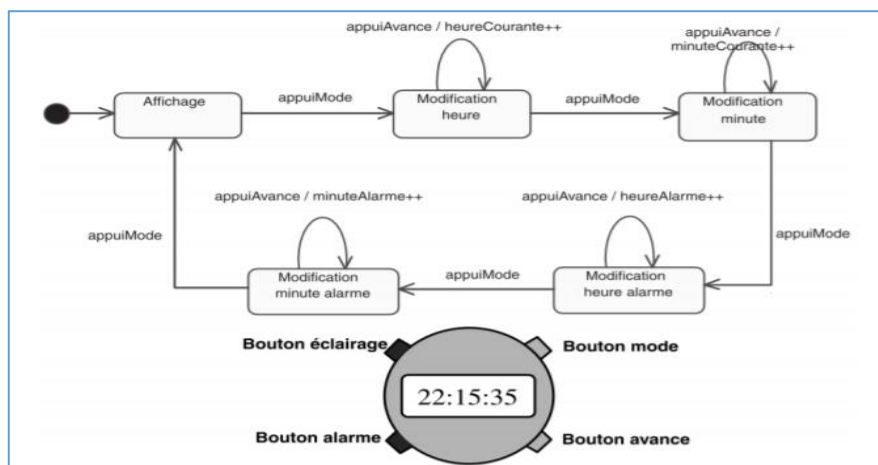 appuiAvance / heureCourante++
appuiAvance /
minuteCourante++
Affichage
appuiMode
Modification
heure
appuiMode
Modification
minute
appuiAvance / minuteAlarme++
appuiAvance / heureAlarme++
appuiMode
appuiMode
Modification
minute alarme
appuiMode
Modification
heure alarme
Bouton éclairage
Bouton mode
22:15:35
Bouton alarme
Bouton avance